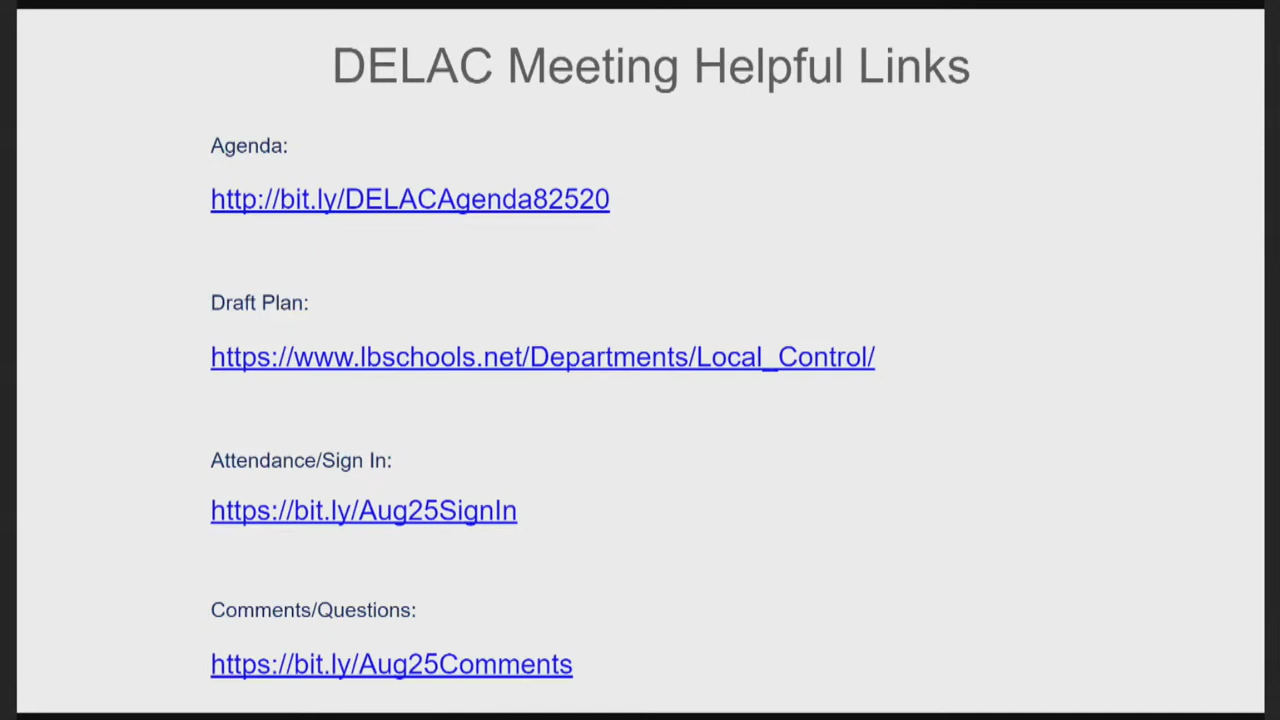 DELAC Meeting Helpful Links
Agenda:
http://bit.ly/DELACAgenda82520
Draft Plan:
https://www.lbschools.net/Departments/Local_Control/
Attendance/Sign In:
https://bit.ly/Aug25SignIn
Comments/Questions:
https://bit.ly/Aug25Comments